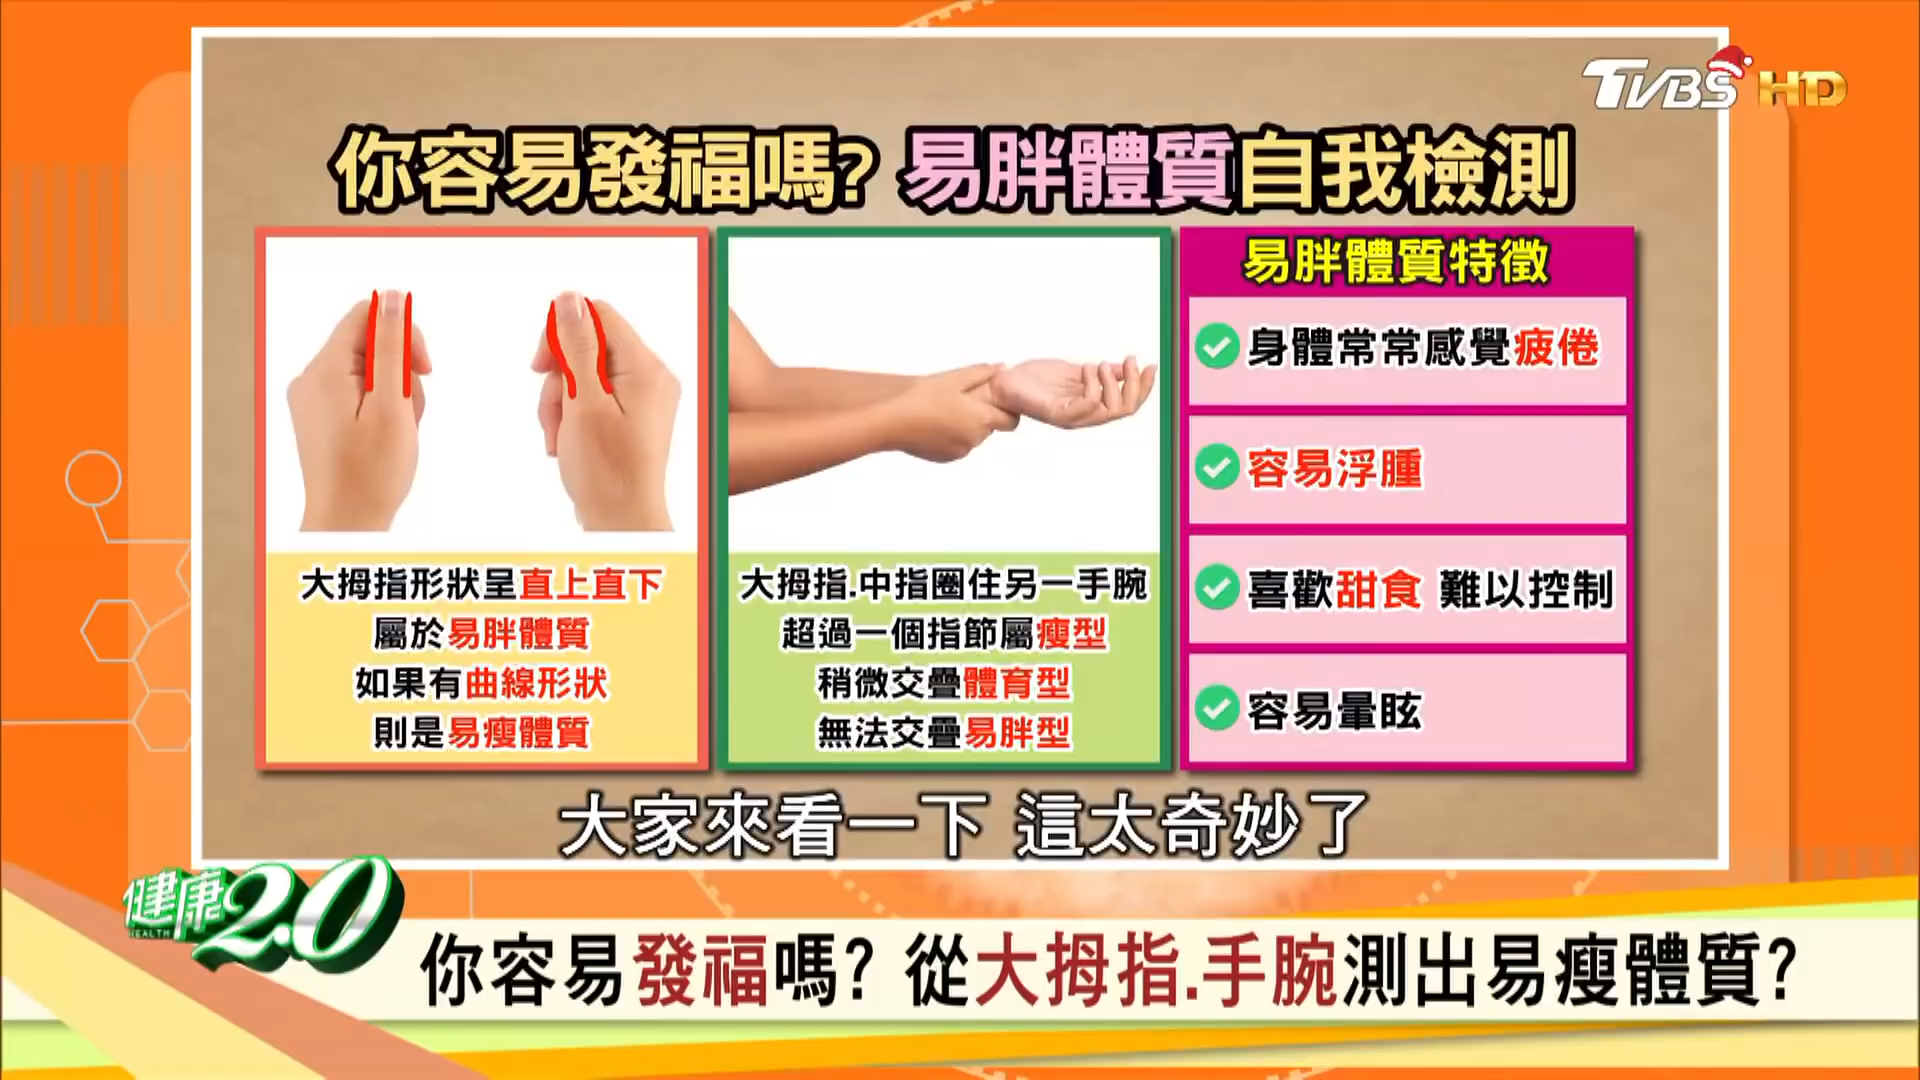 TVBS HD
你容易發福嗎? 易胖體質自我檢測
大拇指形狀呈直上直下
屬於易胖體質
如果有曲線形狀
則是易瘦體質
大拇指.中指圈住另一手腕
超過一個指節屬瘦型
稍微交疊體育型
無法交疊易胖型
易胖體質特徵
身體常常感覺疲倦
容易浮腫
喜歡甜食 難以控制
容易暈眩
大家來看一下 這太奇妙了
健康2.0
HEALTH
你容易發福嗎? 從大拇指.手腕測出易瘦體質?